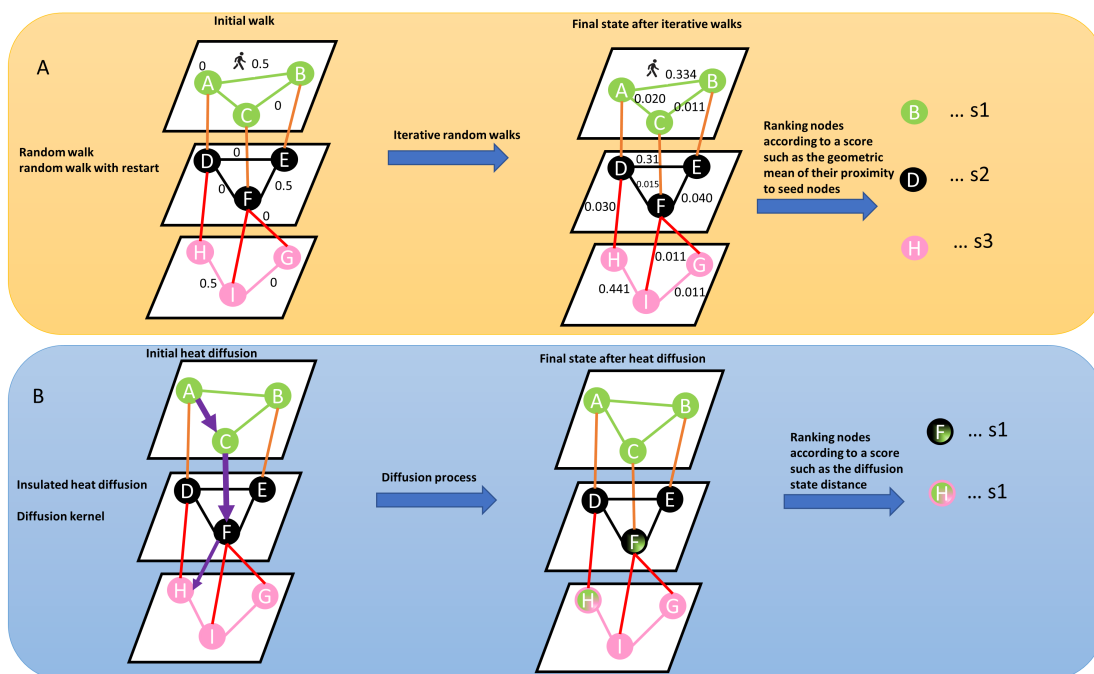 A
Initial walk
0
0.5
A
B
C
0
Random walk
random walk with restart
0
D
E
0
0.5
F
0
H
G
0.5
I
0
Iterative random walks
Final state after iterative walks
0.334
A
B
0.020
0.011
C
0.31
D
E
0.015
F
0.040
0.030
H
0.011
G
0.441
I
0.011
Ranking nodes
according to a score
such as the geometric
mean of their proximity
to seed nodes
B ... s1
D ... s2
H ... s3
B
Initial heat diffusion
A
B
C
Insulated heat diffusion
Diffusion kernel
D
E
F
H
G
I
Diffusion process
Final state after heat diffusion
A
B
C
D
E
F
H
G
I
Ranking nodes
according to a score
such as the diffusion
state distance
F ... s1
H ... s1